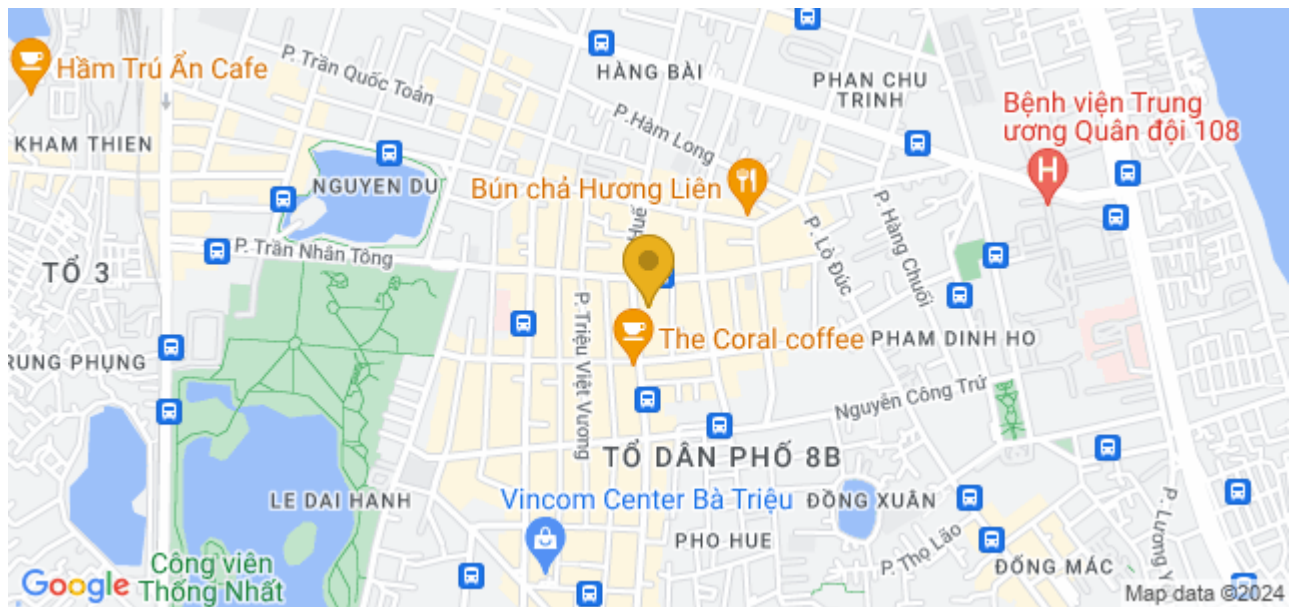 Hầm Trú Ẩn Cafe
P. Trần Quốc Toản
HÀNG BÀI
PHAN CHU
TRINH
Bệnh viện Trung
ương Quân đội 108
KHAM THIEN
P.Hàm Long
NGUYEN DU
Bún chả Hương Liên
Huế
P. Lò Đúc
P. Hàng Chuối
P. Trần Nhân Tông
TỔ 3
RUNG PHỤNG
P. Triệu Việt Vương
The Coral coffee
PHAM DINH HO
Nguyễn Công Trứ
TỔ DÂN PHỐ 8B
LE DAI HANH
Vincom Center Bà Triệu
ĐỒNG XUÂN
PHO HUE
P. Thọ Lão
P. Lương Y
ĐỐNG MÁC
Công viên
Thống Nhất
Google
Map data ©2024